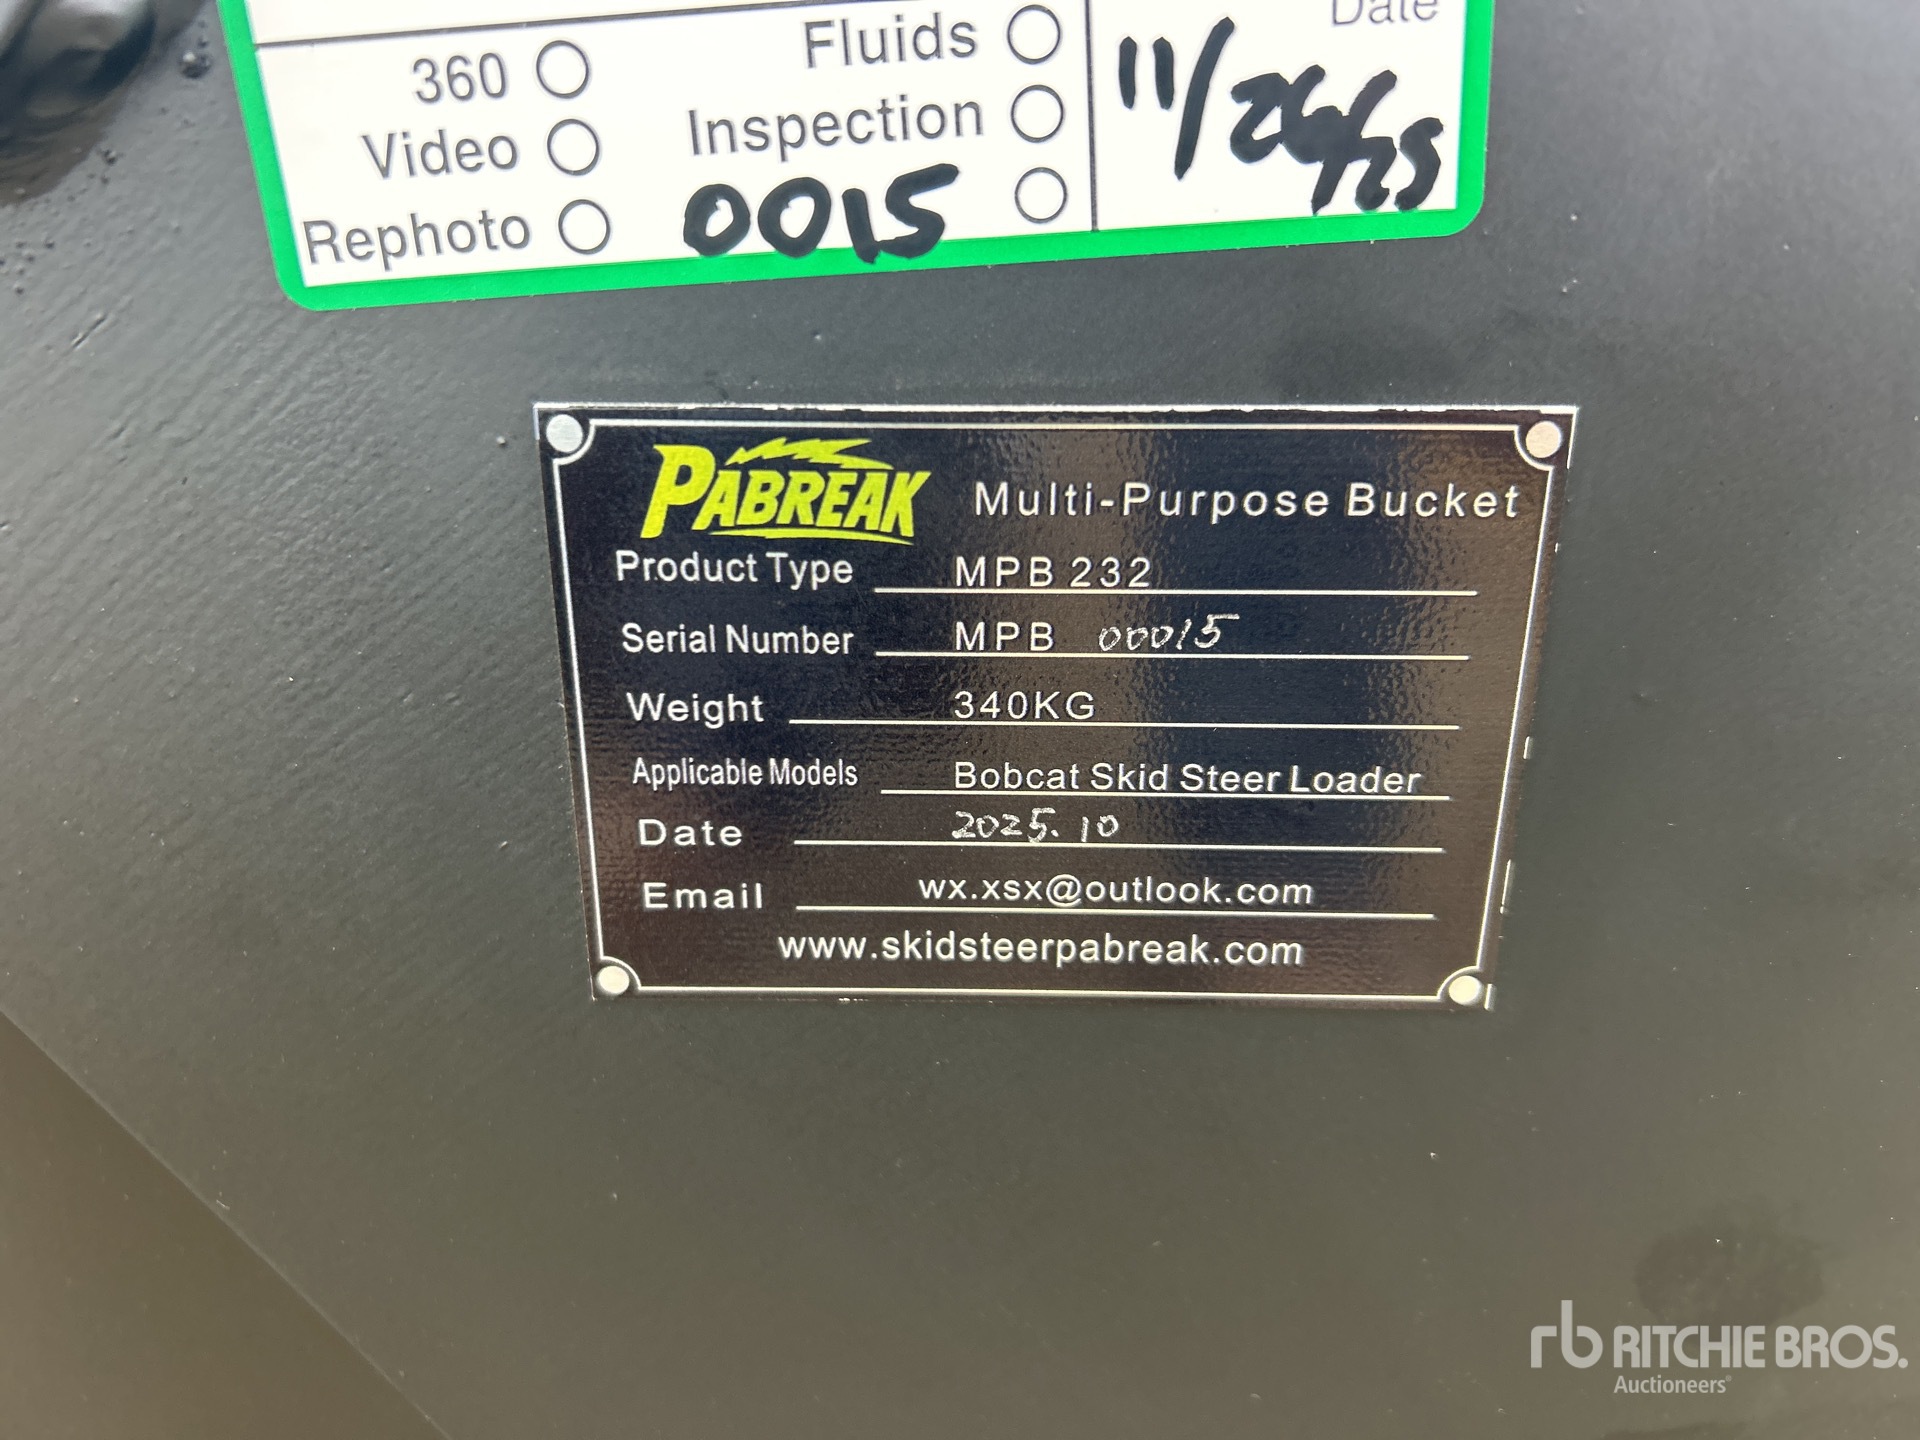 Date
360 Fluids
Video Inspection
Rephoto 0015
11/26/25
PABREAK Multi-Purpose Bucket
Product Type MPB 232
Serial Number MPB 00015
Weight 340KG
Applicable Models Bobcat Skid Steer Loader
Date 2025.10
Email wx.xsx@outlook.com
www.skidsteerpabreak.com
rb RITCHIE BROS.
Auctioneers